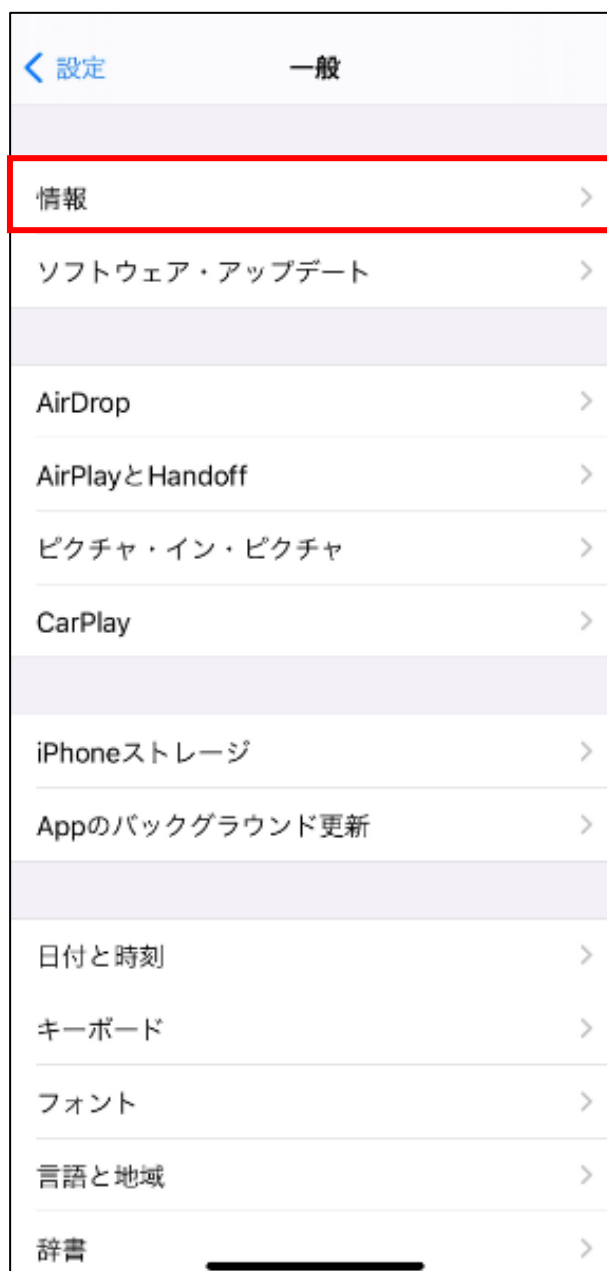 設定
一般
情報
ソフトウェア・アップデート
AirDrop
AirPlayとHandoff
ピクチャ・イン・ピクチャ
CarPlay
iPhoneストレージ
Appのバックグラウンド更新
日付と時刻
キーボード
フォント
言語と地域
辞書